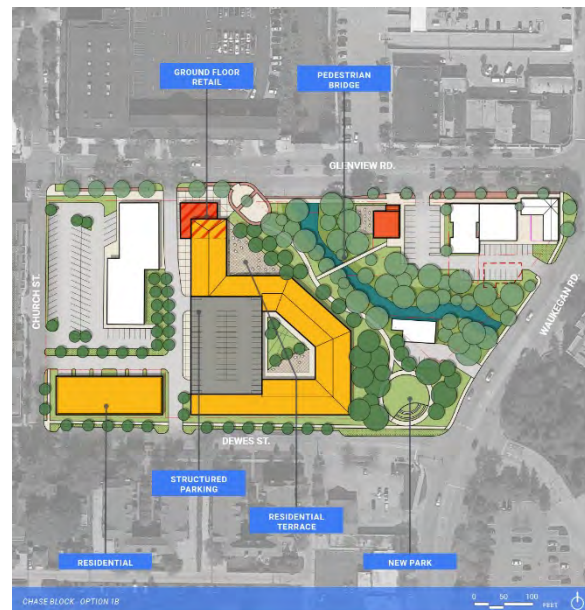 GROUND FLOOR
RETAIL
PEDESTRIAN
BRIDGE
GLENVIEW RD.
CHURCH ST.
WAUKEGAN RD.
DEWES ST.
STRUCTURED
PARKING
RESIDENTIAL
TERRACE
RESIDENTIAL
NEW PARK
CHASE BLOCK - OPTION 1B
0 50 100
FEET